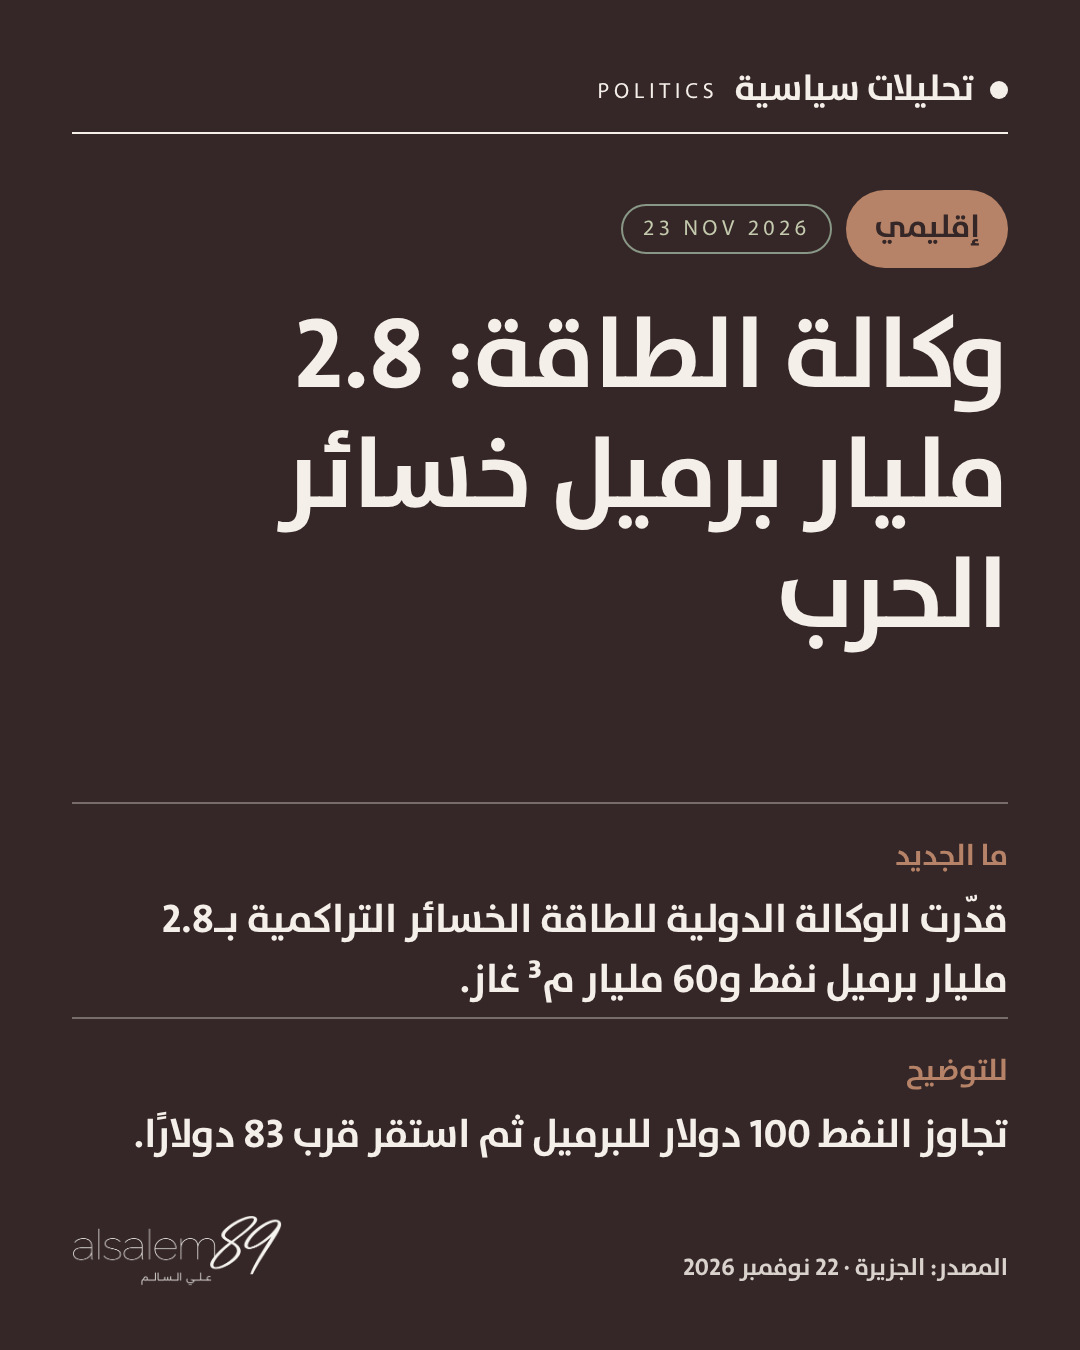 تحليلات سياسية POLITICS
إقليمي 23 NOV 2026
وكالة الطاقة: 2.8
مليار برميل خسائر
الحرب
ما الجديد
قدّرت الوكالة الدولية للطاقة الخسائر التراكمية بـ2.8
مليار برميل نفط و60 مليار م³ غاز.
للتوضيح
تجاوز النفط 100 دولار للبرميل ثم استقر قرب 83 دولارًا.
المصدر: الجزيرة · 22 نوفمبر 2026
alsalem89
علي السالم